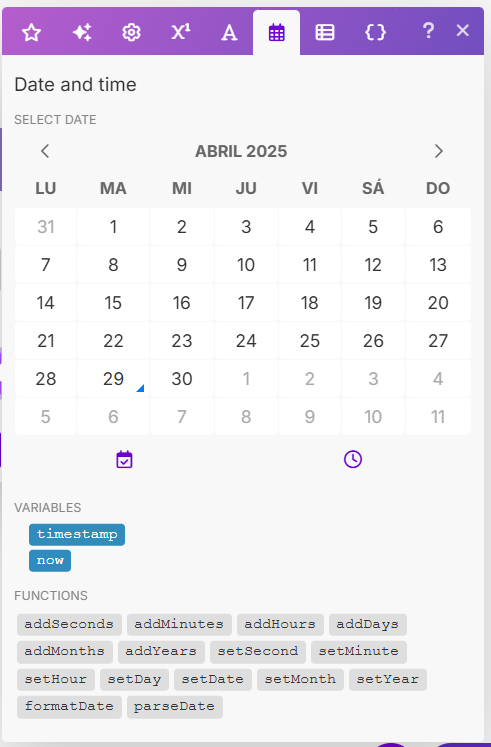 X¹ A {} ? ×
Date and time
SELECT DATE
ABRIL 2025
LU MA MI JU VI SÁ DO
31 1 2 3 4 5 6
7 8 9 10 11 12 13
14 15 16 17 18 19 20
21 22 23 24 25 26 27
28 29 30 1 2 3 4
5 6 7 8 9 10 11
VARIABLES
timestamp
now
FUNCTIONS
addSeconds addMinutes addHours addDays
addMonths addYears setSecond setMinute
setHour setDay setDate setMonth setYear
formatDate parseDate